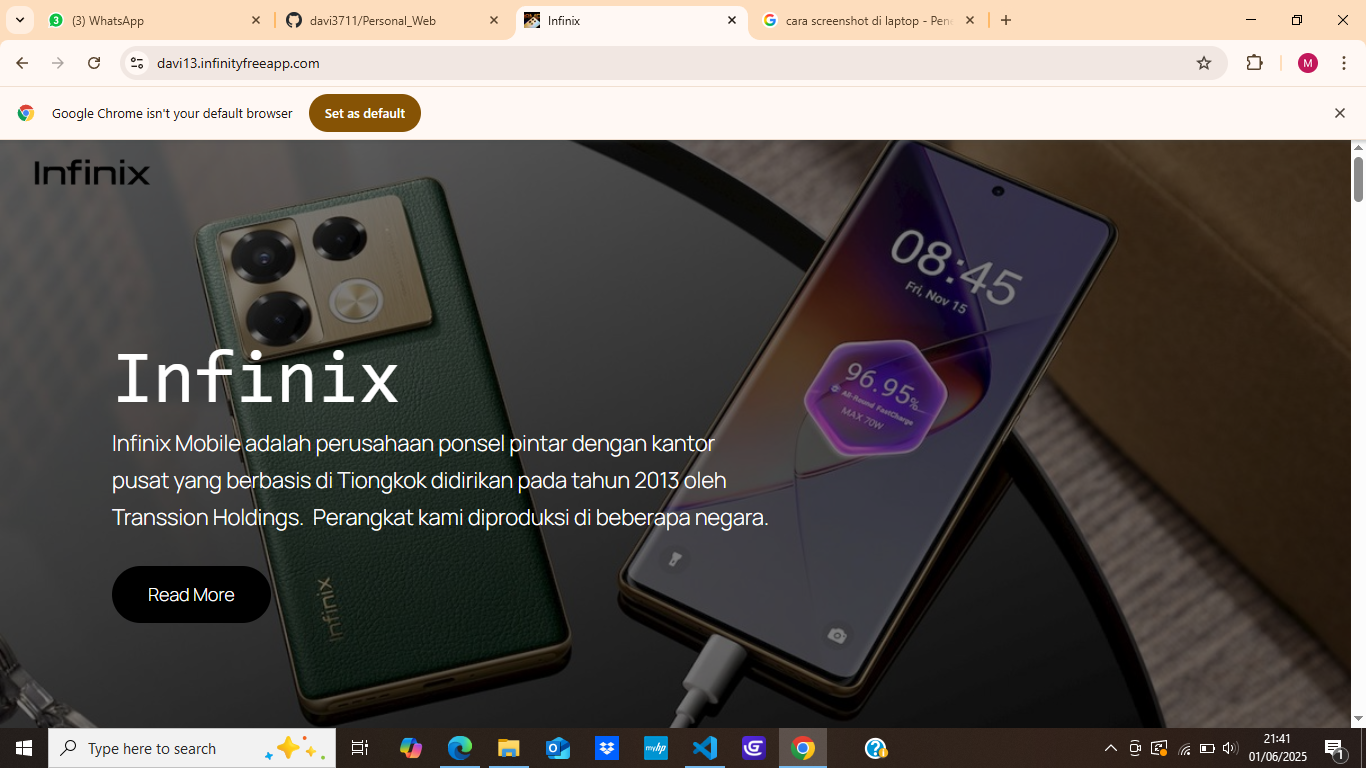 (3) WhatsApp
davi3711/Personal_Web
Infinix
cara screenshot di laptop - Pene
davi13.infinityfreeapp.com
M
Google Chrome isn't your default browser
Set as default
Infinix
08:45
Fri, Nov 15
96.95%
All-Round FastCharge
MAX 70W
Infinix
Infinix Mobile adalah perusahaan ponsel pintar dengan kantor
pusat yang berbasis di Tiongkok didirikan pada tahun 2013 oleh
Transsion Holdings.  Perangkat kami diproduksi di beberapa negara.
Read More
Infinix
Type here to search
myhp
21:41
01/06/2025
1